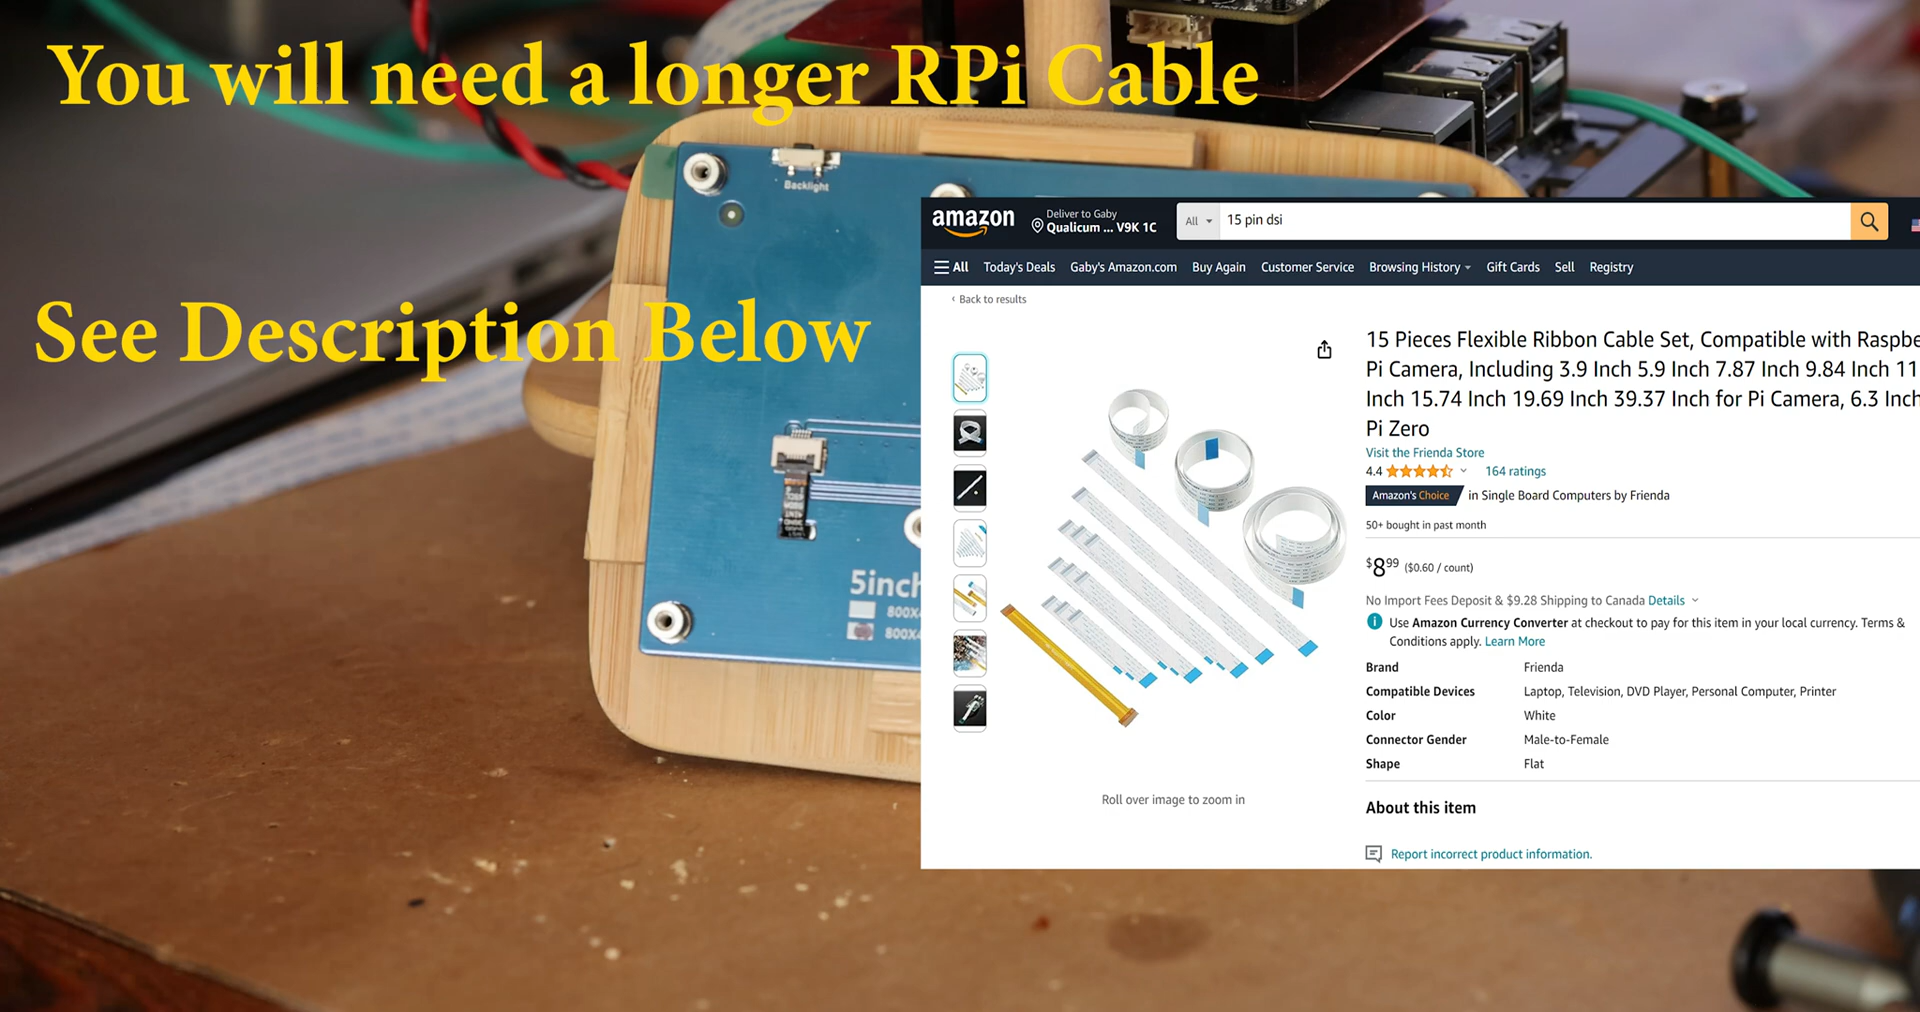 You will need a longer RPi Cable
See Description Below
Backlight
5inch
800X4
800X4
amazon
Deliver to Gaby
Qualicum ... V9K 1C
All
15 pin dsi
All
Today's Deals
Gaby's Amazon.com
Buy Again
Customer Service
Browsing History
Gift Cards
Sell
Registry
‹ Back to results
15 Pieces Flexible Ribbon Cable Set, Compatible with Raspbe
Pi Camera, Including 3.9 Inch 5.9 Inch 7.87 Inch 9.84 Inch 11
Inch 15.74 Inch 19.69 Inch 39.37 Inch for Pi Camera, 6.3 Inch
Pi Zero
Visit the Frienda Store
4.4
164 ratings
Amazon's Choice in Single Board Computers by Frienda
50+ bought in past month
$8.99 ($0.60 / count)
No Import Fees Deposit & $9.28 Shipping to Canada Details
Use Amazon Currency Converter at checkout to pay for this item in your local currency. Terms &
Conditions apply. Learn More
Brand Frienda
Compatible Devices Laptop, Television, DVD Player, Personal Computer, Printer
Color White
Connector Gender Male-to-Female
Shape Flat
About this item
Report incorrect product information.
Roll over image to zoom in